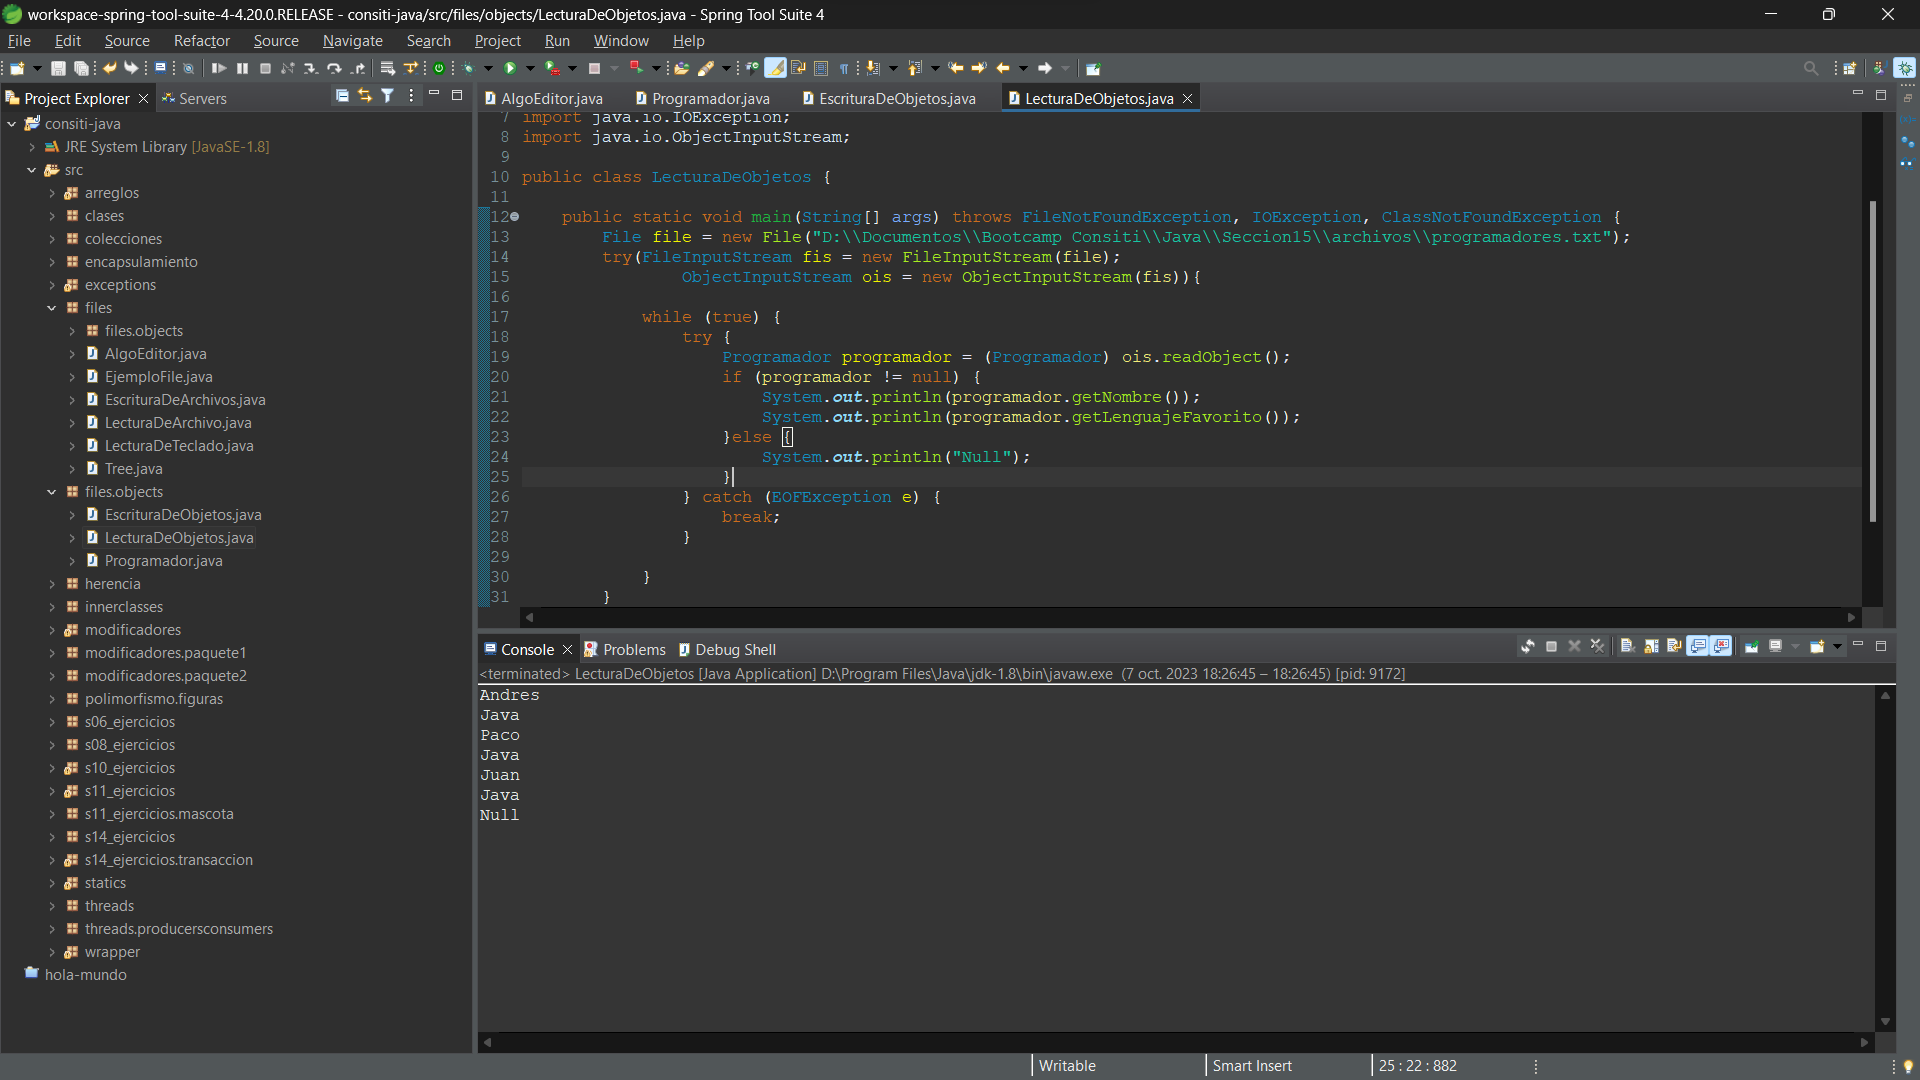 workspace-spring-tool-suite-4-4.20.0.RELEASE - consiti-java/src/files/objects/LecturaDeObjetos.java - Spring Tool Suite 4
File Edit Source Refactor Source Navigate Search Project Run Window Help
Project Explorer
Servers
consiti-java
JRE System Library [JavaSE-1.8]
src
arreglos
clases
colecciones
encapsulamiento
exceptions
files
files.objects
AlgoEditor.java
EjemploFile.java
EscrituraDeArchivos.java
LecturaDeArchivo.java
LecturaDeTeclado.java
Tree.java
files.objects
EscrituraDeObjetos.java
LecturaDeObjetos.java
Programador.java
herencia
innerclasses
modificadores
modificadores.paquete1
modificadores.paquete2
polimorfismo.figuras
s06_ejercicios
s08_ejercicios
s10_ejercicios
s11_ejercicios
s11_ejercicios.mascota
s14_ejercicios
s14_ejercicios.transaccion
statics
threads
threads.producersconsumers
wrapper
hola-mundo
AlgoEditor.java Programador.java EscrituraDeObjetos.java LecturaDeObjetos.java
7 import java.io.IOException;
8 import java.io.ObjectInputStream;
9
10 public class LecturaDeObjetos {
11
12 public static void main(String[] args) throws FileNotFoundException, IOException, ClassNotFoundException {
13 File file = new File("D:\\Documentos\\Bootcamp Consiti\\Java\\Seccion15\\archivos\\programadores.txt");
14 try(FileInputStream fis = new FileInputStream(file);
15 ObjectInputStream ois = new ObjectInputStream(fis)){
16
17 while (true) {
18 try {
19 Programador programador = (Programador) ois.readObject();
20 if (programador != null) {
21 System.out.println(programador.getNombre());
22 System.out.println(programador.getLenguajeFavorito());
23 }else {
24 System.out.println("Null");
25 }
26 } catch (EOFException e) {
27 break;
28 }
29
30 }
31 }
Console Problems Debug Shell
<terminated> LecturaDeObjetos [Java Application] D:\Program Files\Java\jdk-1.8\bin\javaw.exe (7 oct. 2023 18:26:45 – 18:26:45) [pid: 9172]
Andres
Java
Paco
Java
Juan
Java
Null
Writable Smart Insert 25 : 22 : 882